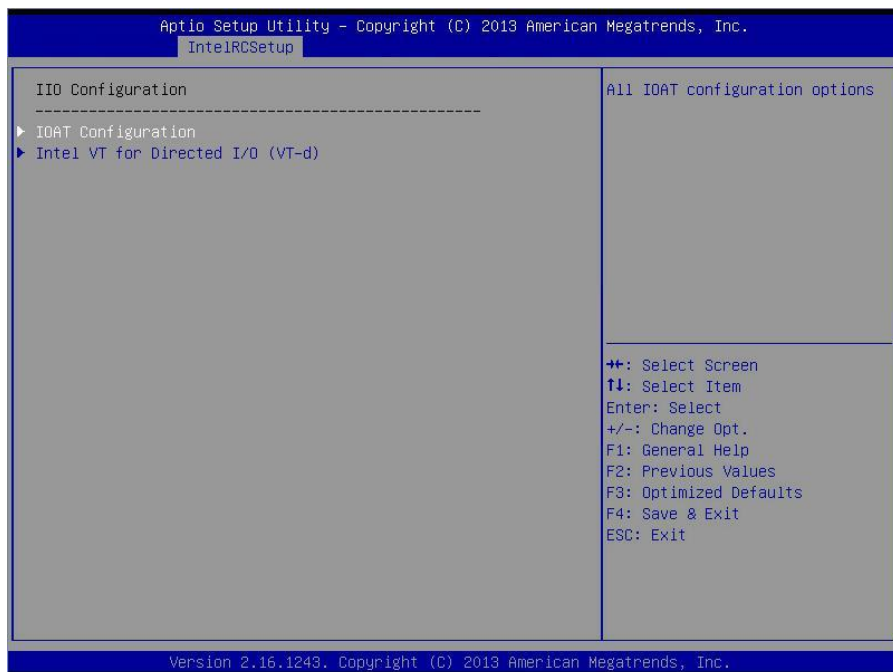 Aptio Setup Utility – Copyright (C) 2013 American Megatrends, Inc.
IntelRCSetup
IIO Configuration
--------------------------------------------------
IOAT Configuration
Intel VT for Directed I/O (VT-d)
All IOAT configuration options
→←: Select Screen
↑↓: Select Item
Enter: Select
+/-: Change Opt.
F1: General Help
F2: Previous Values
F3: Optimized Defaults
F4: Save & Exit
ESC: Exit
Version 2.16.1243. Copyright (C) 2013 American Megatrends, Inc.